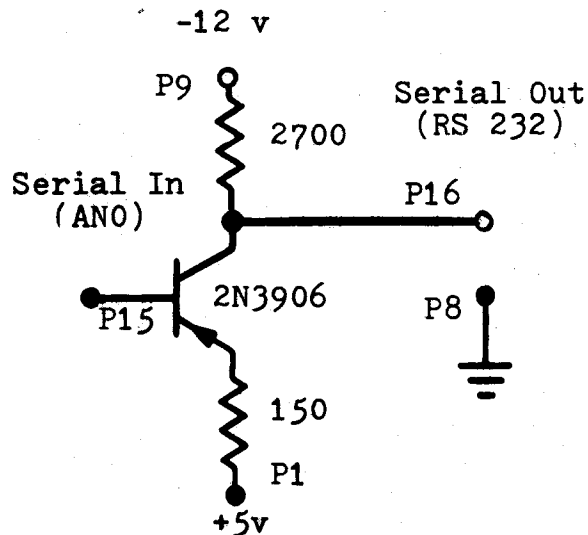 -12 v
P9
Serial Out
(RS 232)
2700
Serial In
(AN0)
P16
P15
2N3906
P8
150
P1
+5v